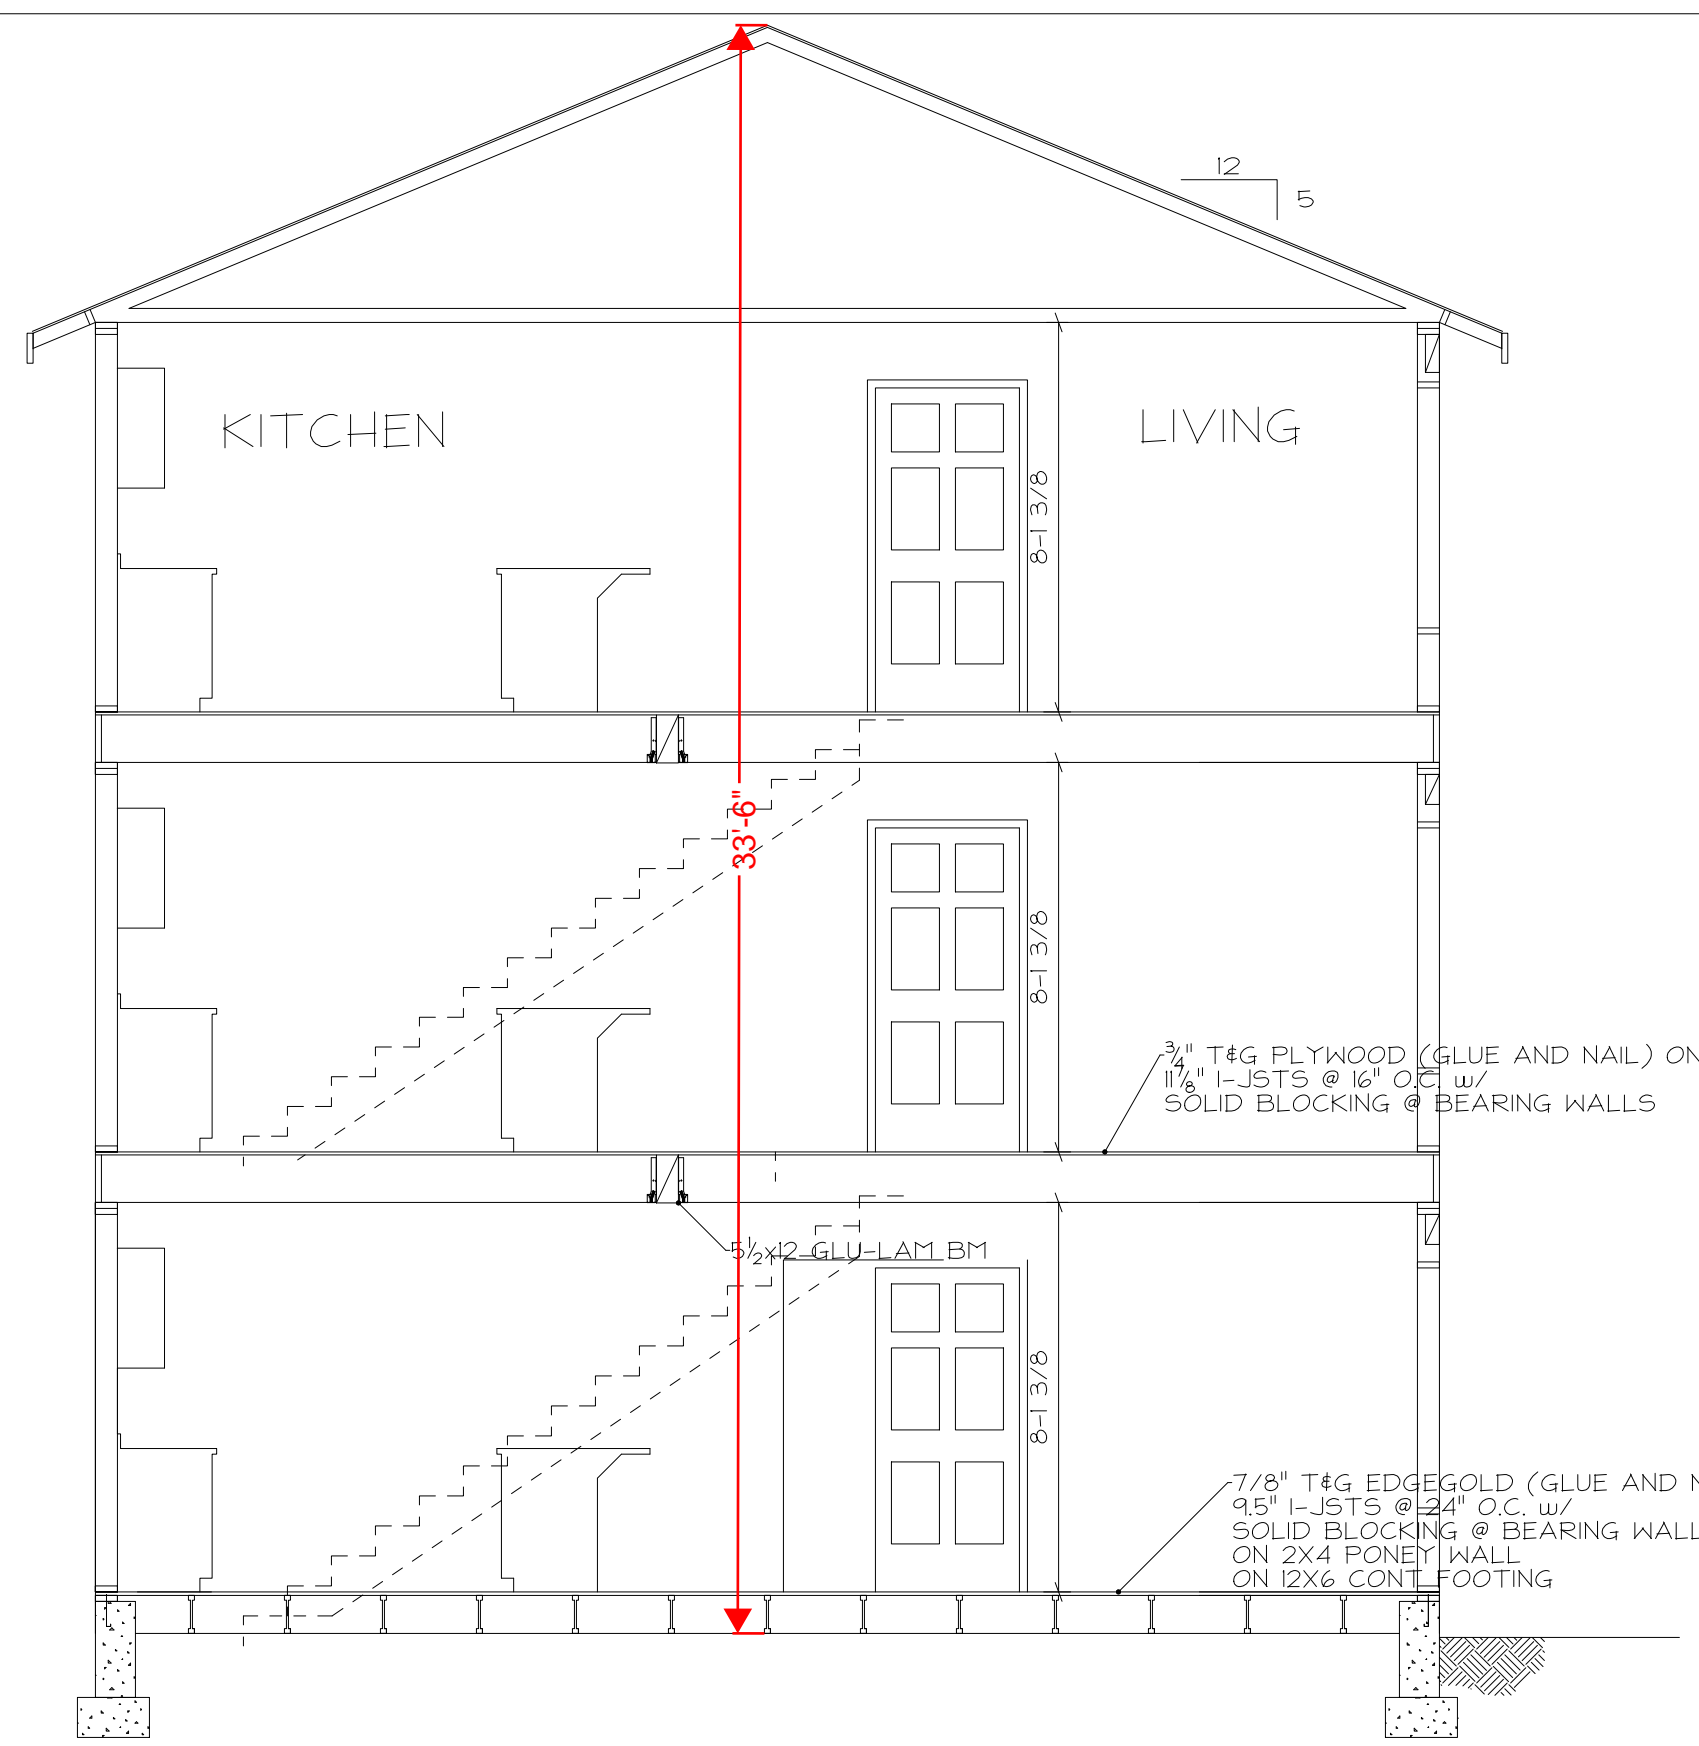 12
5
KITCHEN
LIVING
8-1 3/8
33'-6"
8-1 3/8
3/4" T&G PLYWOOD (GLUE AND NAIL) ON
11 7/8" I-JSTS @ 16" O.C. w/
SOLID BLOCKING @ BEARING WALLS
5 1/2x12 GLU-LAM BM
8-1 3/8
7/8" T&G EDGEGOLD (GLUE AND N
9.5" I-JSTS @ 24" O.C. w/
SOLID BLOCKING @ BEARING WALL
ON 2X4 PONEY WALL
ON 12X6 CONT FOOTING